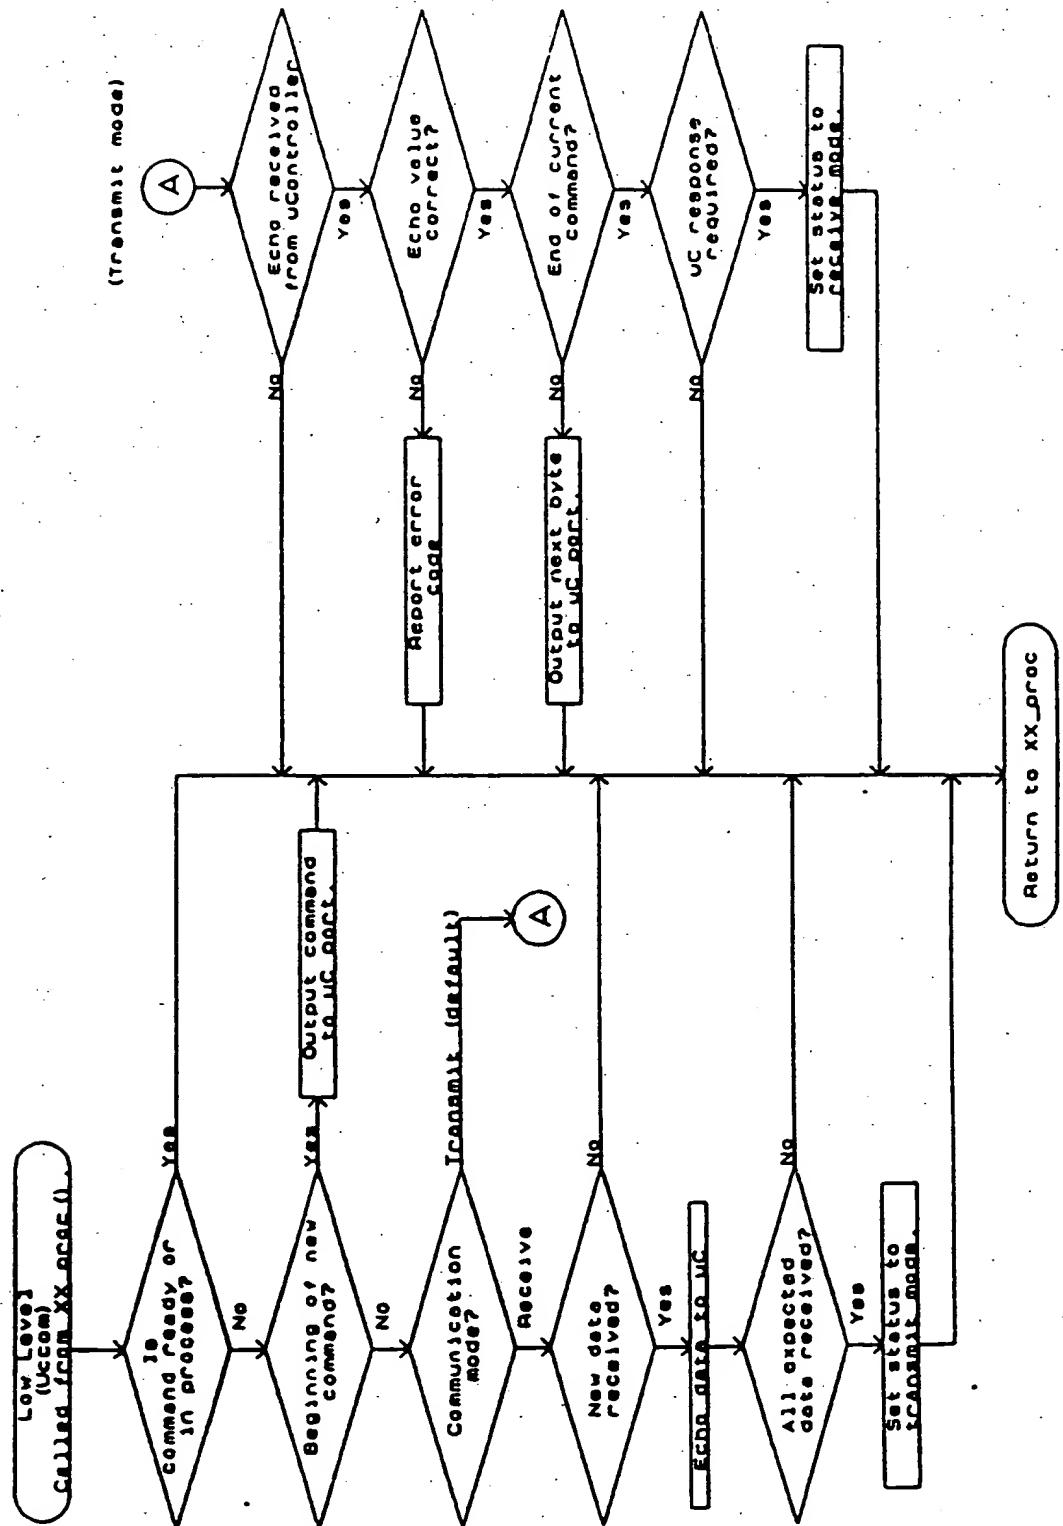 Low Level
(Uccom)
Called from XX_proc().
Is
command ready or
in process?
Yes
No
Beginning of new
command?
Yes
Output command
to uC port.
No
Communication
mode?
Transmit (default)
A
Receive
New data
received?
No
Yes
Echo data to uC
All expected
data received?
No
Yes
Set status to
transmit mode.
(Transmit mode)
A
Echo received
from uController
No
Yes
Echo value
correct?
No
Report error
code
Yes
End of current
command?
No
Output next byte
to uC port.
Yes
uC response
required?
No
Yes
Set status to
receive mode.
Return to XX_proc